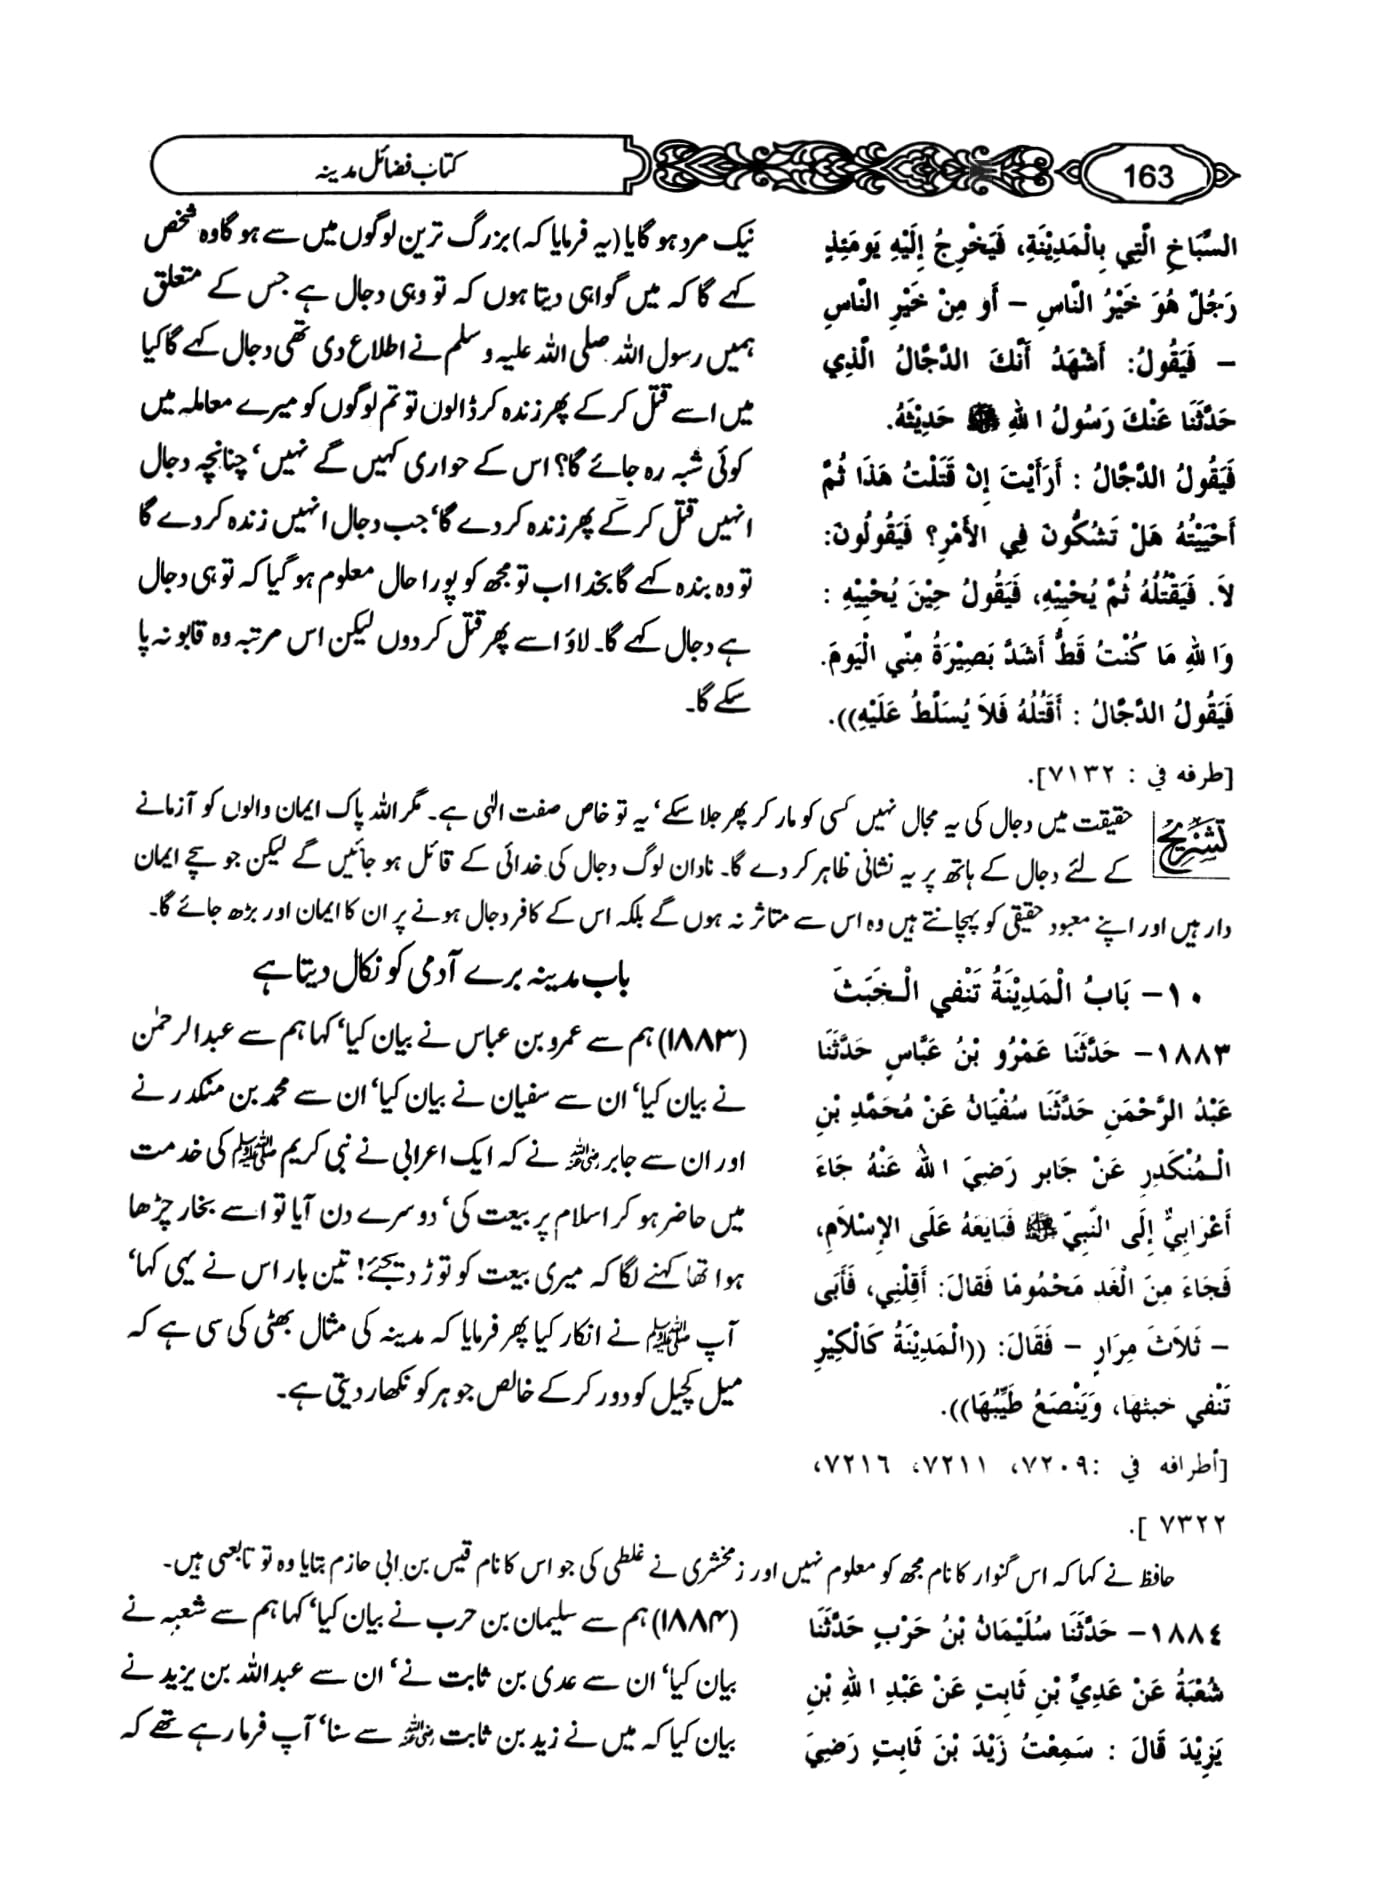 163
کتاب فضائل مدینہ
السِّبَاخِ الَّتِي بِالْمَدِيْنَةِ، فَيَخْرُجُ إِلَيْهِ يَومَئِذٍ
رَجُلٌ هُوَ خَيْرُ النَّاسِ – أَو مِنْ خَيْرِ النَّاسِ
– فَيَقُولُ: أَشْهَدُ أَنَّكَ الدَّجَّالُ الَّذِي
حَدَّثَنَا عَنْكَ رَسُولُ اللهِ ﷺ حَدِيْثَهُ.
فَيَقُولُ الدَّجَّالُ : أَرَأَيْتَ إِنْ قَتَلْتُ هَذَا ثُمَّ
أَحْيَيْتُهُ هَلْ تَشُكُّونَ فِي الأَمْرِ؟ فَيَقُولُونَ:
لاَ. فَيَقْتُلُهُ ثُمَّ يُحْيِيْهِ، فَيَقُولُ حِيْنَ يُحْيِيْهِ :
وَاللهِ مَا كُنْتُ قَطُّ أَشَدَّ بَصِيْرَةً مِنِّي الْيَومَ.
فَيَقُولُ الدَّجَّالُ : أَقْتُلُهُ فَلاَ يُسَلَّطُ عَلَيْهِ)).
[طرفه في : ٧١٣٢].
نیک مرد ہو گا یا (یہ فرمایا کہ) بزرگ ترین لوگوں میں سے ہو گا وہ شخص
کہے گا کہ میں گواہی دیتا ہوں کہ تو وہی دجال ہے جس کے متعلق
ہمیں رسول اللہ صلی اللہ علیہ وسلم نے اطلاع دی تھی دجال کہے گا کیا
میں اسے قتل کر کے پھر زندہ کر ڈالوں تو تم لوگوں کو میرے معاملہ میں
کوئی شبہ رہ جائے گا؟ اس کے حواری کہیں گے نہیں‘ چنانچہ دجال
انہیں قتل کر کے پھر زندہ کر دے گا‘ جب دجال انہیں زندہ کر دے گا
تو وہ بندہ کہے گا بخدا اب تو مجھ کو پورا حال معلوم ہو گیا کہ تو ہی دجال
ہے دجال کہے گا۔ لاؤ اسے پھر قتل کر دوں لیکن اس مرتبہ وہ قابو نہ پا
سکے گا۔
تشریح
حقیقت میں دجال کی یہ مجال نہیں کسی کو مار کر پھر جلا سکے‘ یہ تو خاص صفت الٰہی ہے۔ مگر اللہ پاک ایمان والوں کو آزمانے
کے لئے دجال کے ہاتھ پر یہ نشانی ظاہر کر دے گا۔ نادان لوگ دجال کی خدائی کے قائل ہو جائیں گے لیکن جو سچے ایمان
دار ہیں اور اپنے معبود حقیقی کو پہچانتے ہیں وہ اس سے متاثر نہ ہوں گے بلکہ اس کے کافر دجال ہونے پر ان کا ایمان اور بڑھ جائے گا۔
١٠– بَابُ الْمَدِيْنَةُ تَنْفِي الْخَبَثَ
١٨٨٣– حَدَّثَنَا عَمْرُو بْنُ عَبَّاسٍ حَدَّثَنَا
عَبْدُ الرَّحْمَنِ حَدَّثَنَا سُفْيَانُ عَنْ مُحَمَّدِ بْنِ
الْمُنْكَدِرِ عَنْ جَابِرٍ رَضِيَ اللهُ عَنْهُ جَاءَ
أَعْرَابِيٌّ إِلَى النَّبِيِّ ﷺ فَبَايَعَهُ عَلَى الإِسْلاَمِ،
فَجَاءَ مِنَ الْغَدِ مَحْمُومًا فَقَالَ: أَقِلْنِي، فَأَبَى
– ثَلاَثَ مِرَارٍ – فَقَالَ: ((الْمَدِيْنَةُ كَالْكِيْرِ
تَنْفِي خبثها، وَيَنْصَعُ طَيِّبُهَا)).
[أطرافه في :٧٢٠٩، ٧٢١١، ٧٢١٦،
٧٣٢٢ ].
باب مدینہ برے آدمی کو نکال دیتا ہے
(۱۸۸۳) ہم سے عمرو بن عباس نے بیان کیا‘ کہا ہم سے عبدالرحمٰن
نے بیان کیا‘ ان سے سفیان نے بیان کیا‘ ان سے محمد بن منکدر نے
اور ان سے جابر رضی اللہ عنہ نے کہ ایک اعرابی نے نبی کریم ﷺ کی خدمت
میں حاضر ہو کر اسلام پر بیعت کی‘ دوسرے دن آیا تو اسے بخار چڑھا
ہوا تھا کہنے لگا کہ میری بیعت کو توڑ دیجئے! تین بار اس نے یہی کہا‘
آپ ﷺ نے انکار کیا پھر فرمایا کہ مدینہ کی مثال بھٹی کی سی ہے کہ
میل کچیل کو دور کر کے خالص جوہر کو نکھار دیتی ہے۔
حافظ نے کہا کہ اس گنوار کا نام مجھ کو معلوم نہیں اور زمخشری نے غلطی کی جو اس کا نام قیس بن ابی حازم بتایا وہ تو تابعی ہیں۔
١٨٨٤– حَدَّثَنَا سُلَيْمَانُ بْنُ حَرْبٍ حَدَّثَنَا
شُعْبَةُ عَنْ عَدِيِّ بْنِ ثَابِتٍ عَنْ عَبْدِ اللهِ بْنِ
يَزِيْدَ قَالَ : سَمِعْتُ زَيْدَ بْنَ ثَابِتٍ رَضِيَ
(۱۸۸۴) ہم سے سلیمان بن حرب نے بیان کیا‘ کہا ہم سے شعبہ نے
بیان کیا‘ ان سے عدی بن ثابت نے‘ ان سے عبداللہ بن یزید نے
بیان کیا کہ میں نے زید بن ثابت رضی اللہ عنہ سے سنا‘ آپ فرما رہے تھے کہ